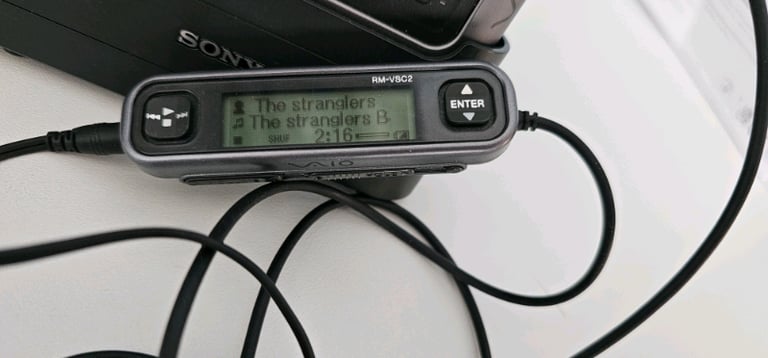 SONY
RM-VSC2
The stranglers
The stranglers B
SHUF 2:16
ENTER
VAIO